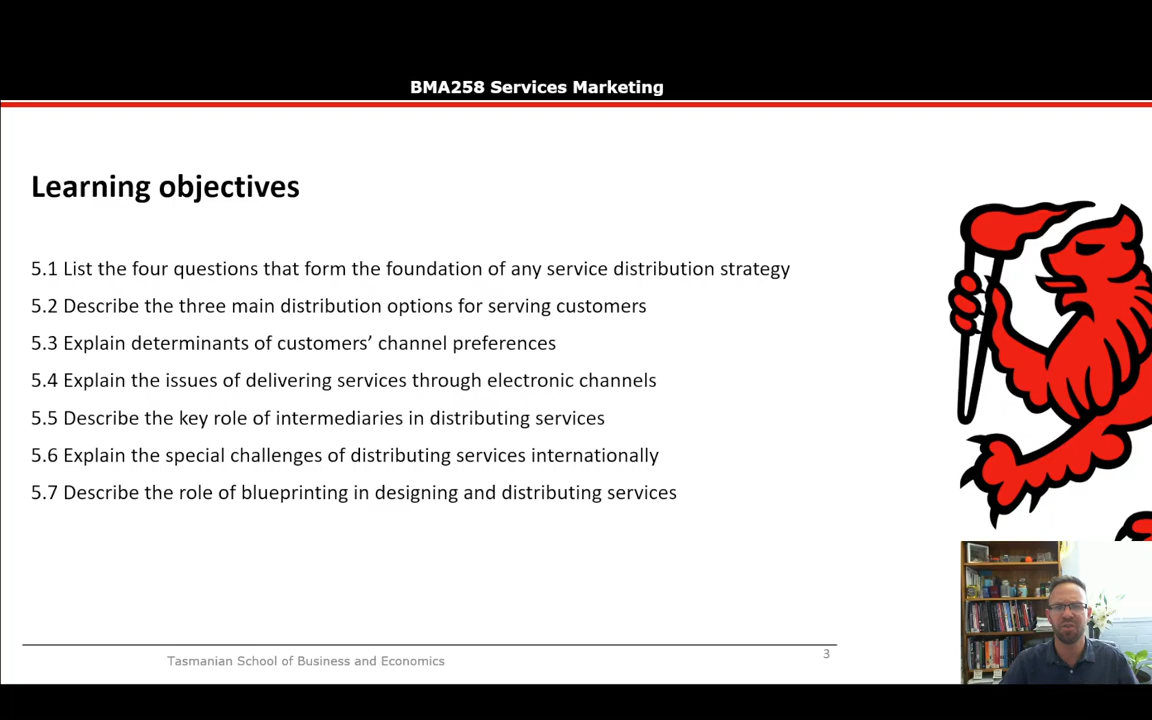 BMA258 Services Marketing
Learning objectives
5.1 List the four questions that form the foundation of any service distribution strategy
5.2 Describe the three main distribution options for serving customers
5.3 Explain determinants of customers’ channel preferences
5.4 Explain the issues of delivering services through electronic channels
5.5 Describe the key role of intermediaries in distributing services
5.6 Explain the special challenges of distributing services internationally
5.7 Describe the role of blueprinting in designing and distributing services
Tasmanian School of Business and Economics
3